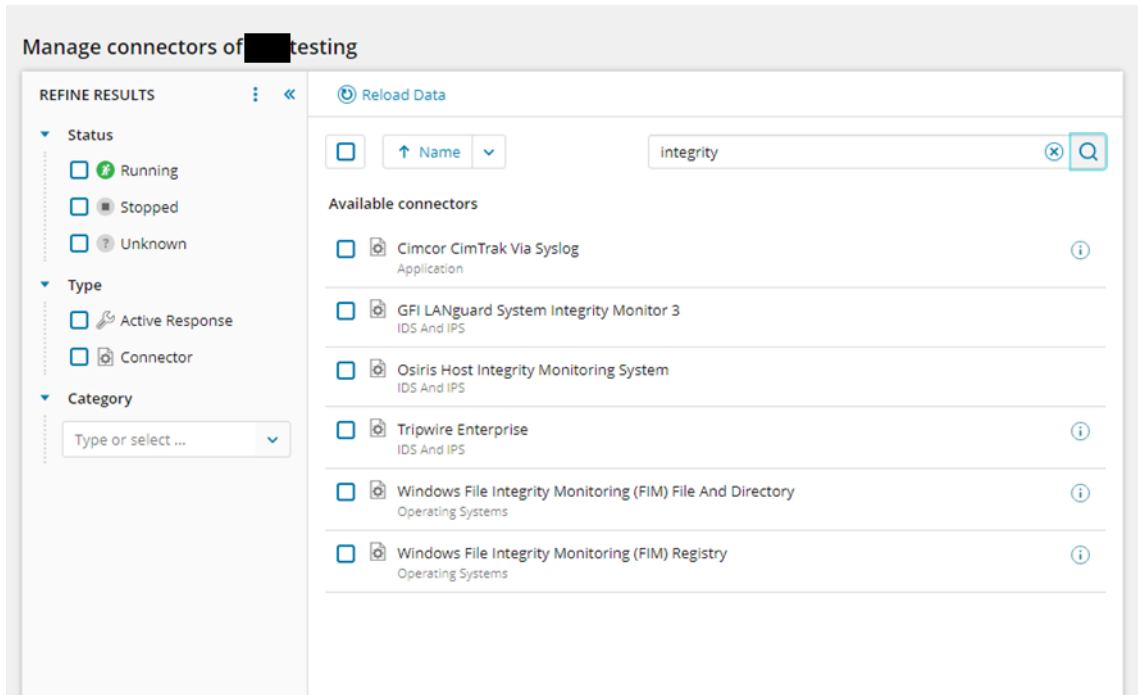 Manage connectors of testing
REFINE RESULTS
Status
Running
Stopped
? Unknown
Type
Active Response
Connector
Category
Type or select ...
Reload Data
Name
integrity
Available connectors
Cimcor CimTrak Via Syslog
Application
GFI LANguard System Integrity Monitor 3
IDS And IPS
Osiris Host Integrity Monitoring System
IDS And IPS
Tripwire Enterprise
IDS And IPS
Windows File Integrity Monitoring (FIM) File And Directory
Operating Systems
Windows File Integrity Monitoring (FIM) Registry
Operating Systems